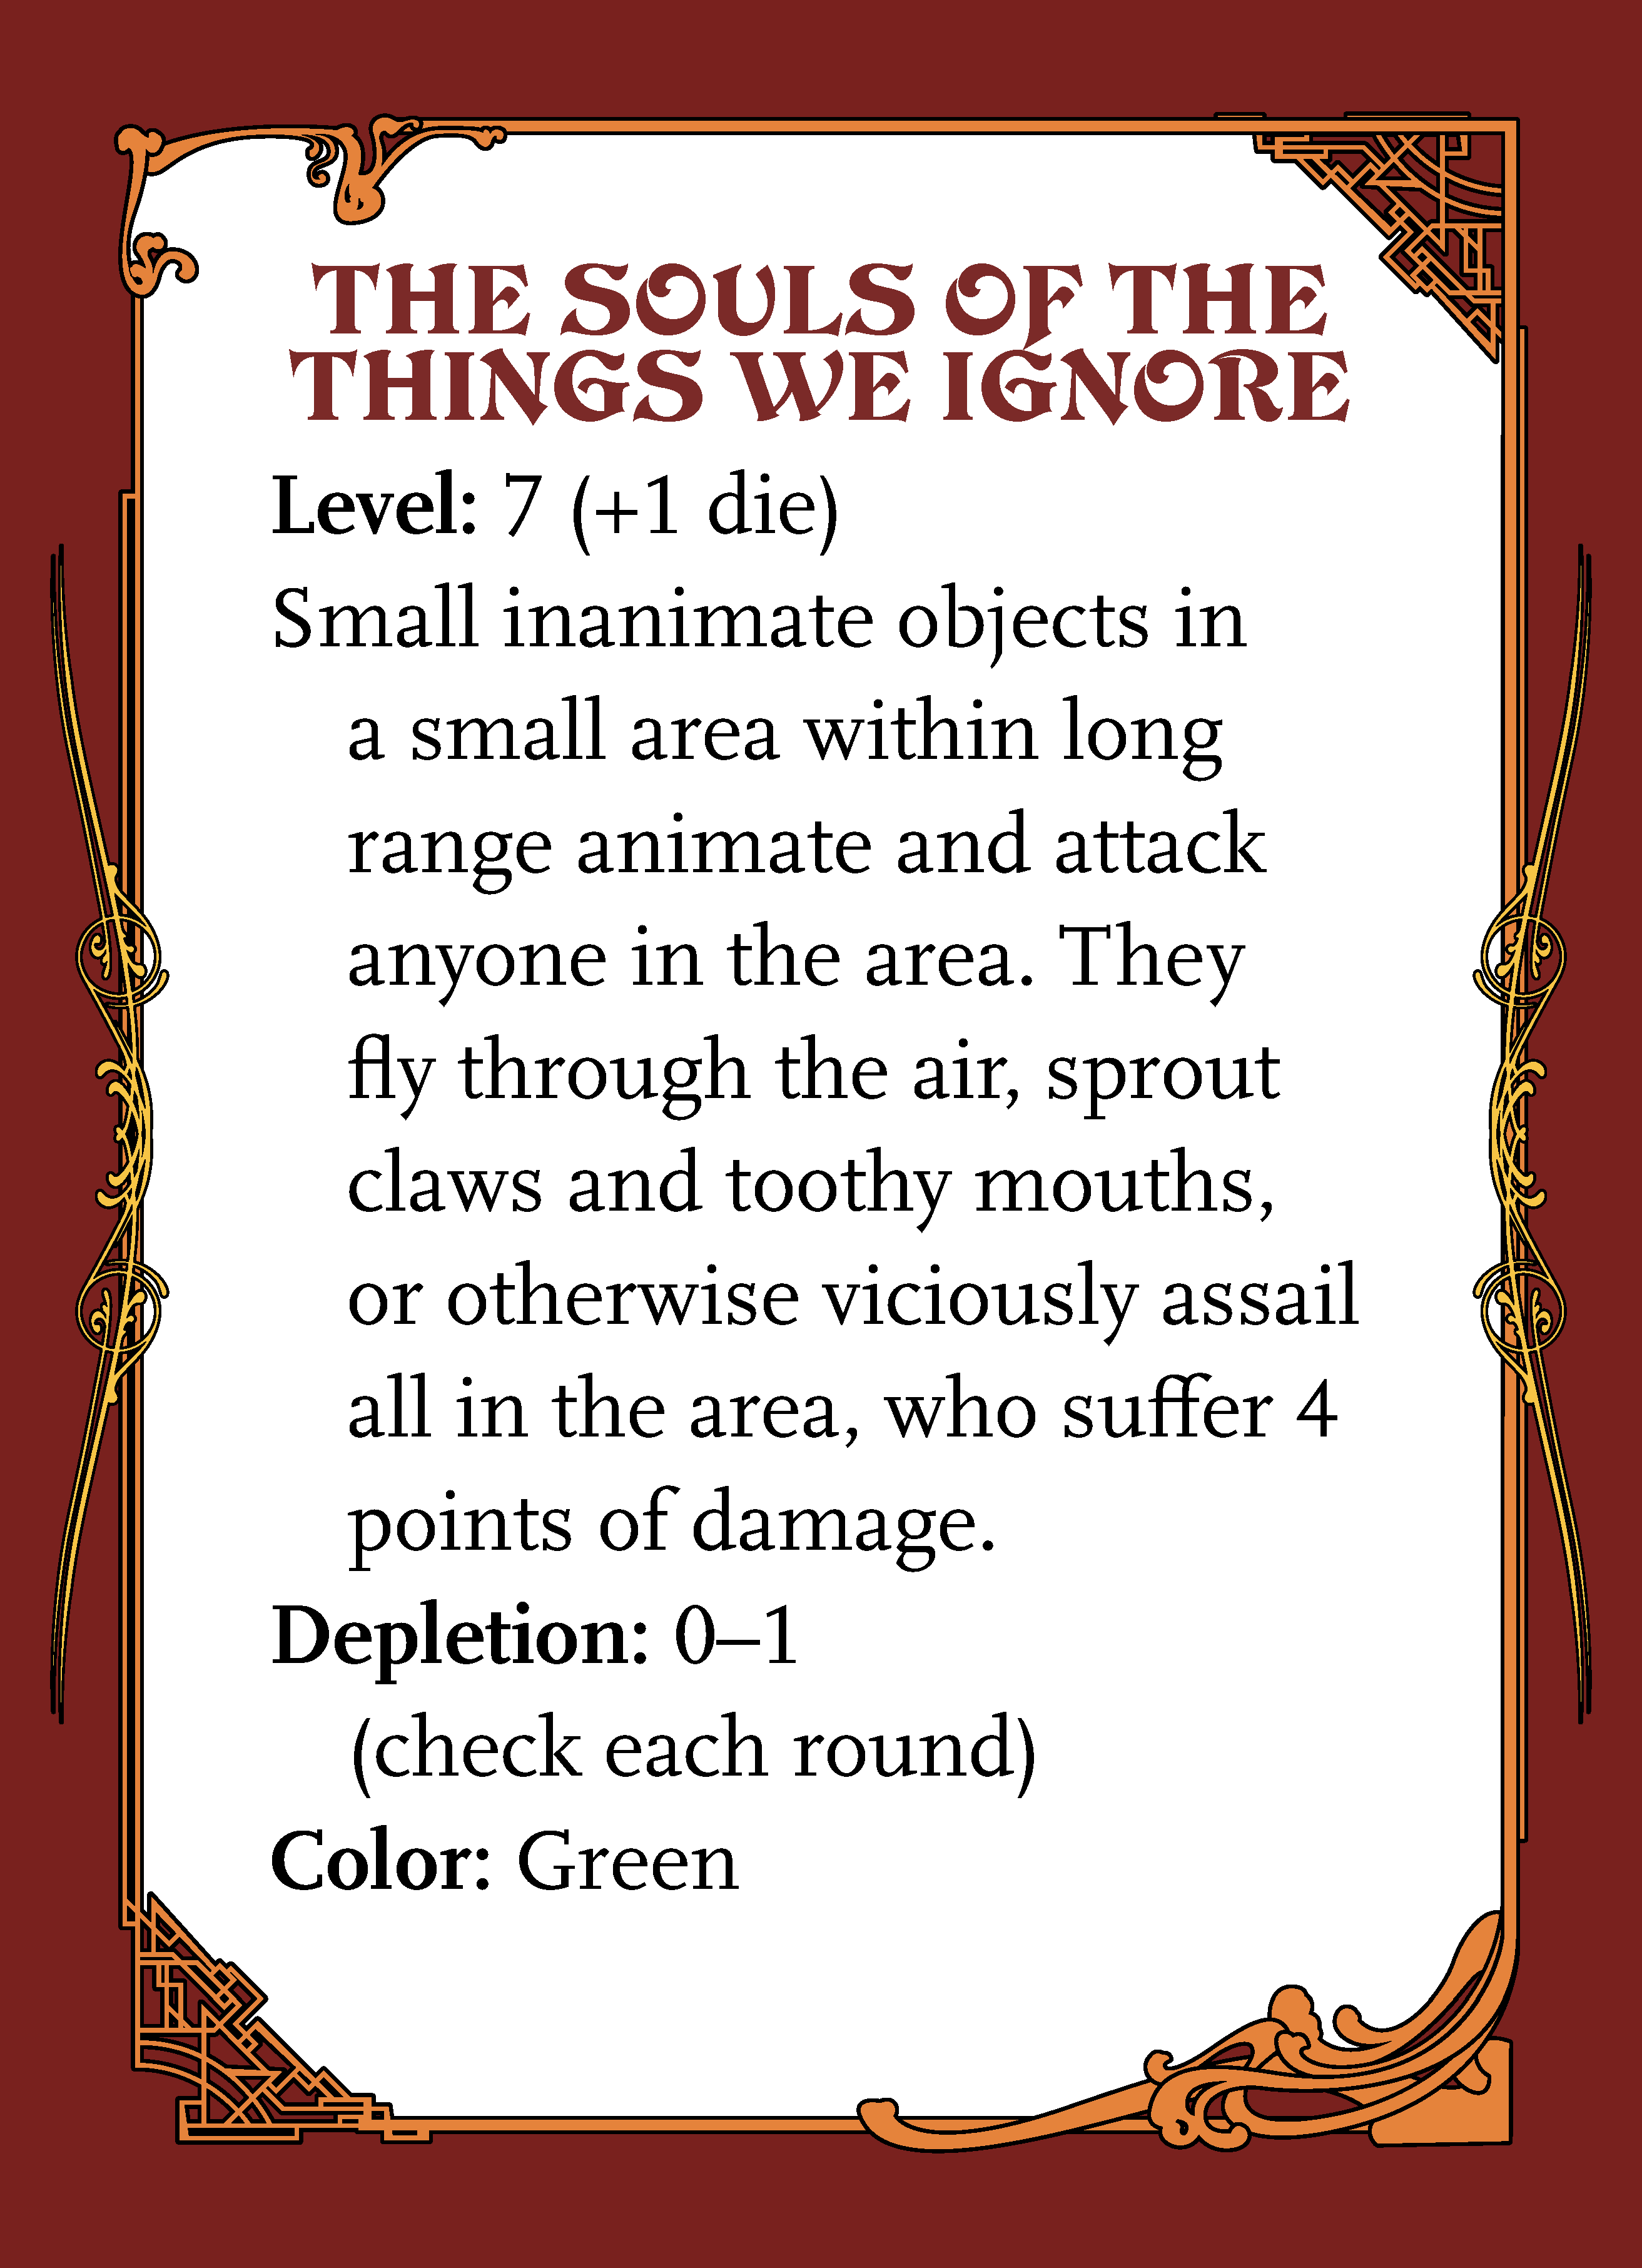 THE SOULS OF THE
THINGS WE IGNORE
Level: 7 (+1 die)
Small inanimate objects in
a small area within long
range animate and attack
anyone in the area. They
fly through the air, sprout
claws and toothy mouths,
or otherwise viciously assail
all in the area, who suffer 4
points of damage.
Depletion: 0–1
(check each round)
Color: Green